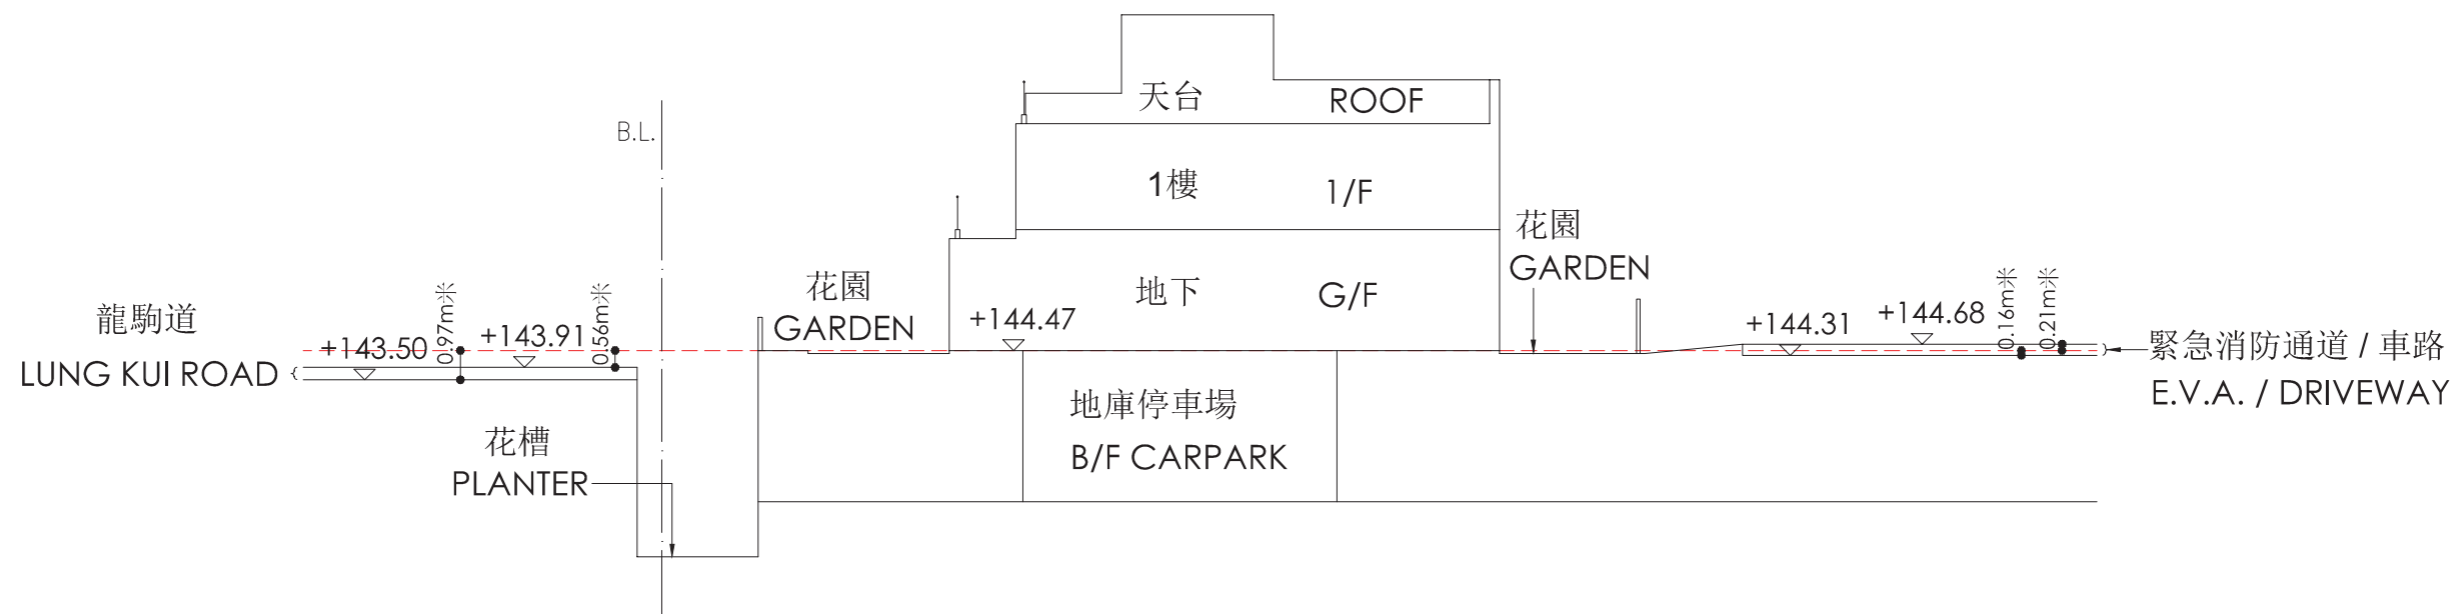 天台 ROOF
B.L.
1樓 1/F
花園
GARDEN
地下 G/F
花園
GARDEN
+144.47
龍駒道
LUNG KUI ROAD
+143.50
0.97m米
+143.91
0.56m米
+144.31
+144.68
0.16m米
0.21m米
緊急消防通道 / 車路
E.V.A. / DRIVEWAY
地庫停車場
B/F CARPARK
花槽
PLANTER